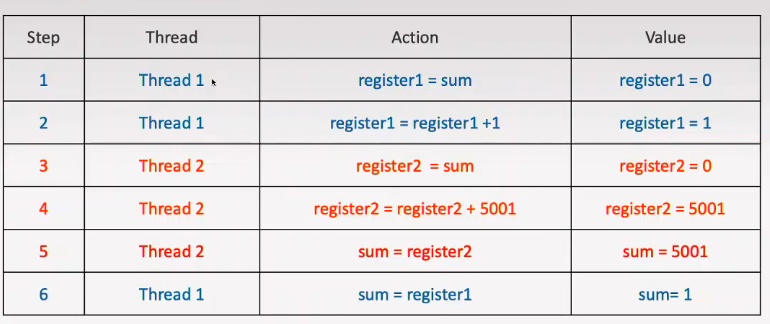 Step Thread Action Value
1 Thread 1 register1 = sum register1 = 0
2 Thread 1 register1 = register1 +1 register1 = 1
3 Thread 2 register2 = sum register2 = 0
4 Thread 2 register2 = register2 + 5001 register2 = 5001
5 Thread 2 sum = register2 sum = 5001
6 Thread 1 sum = register1 sum= 1